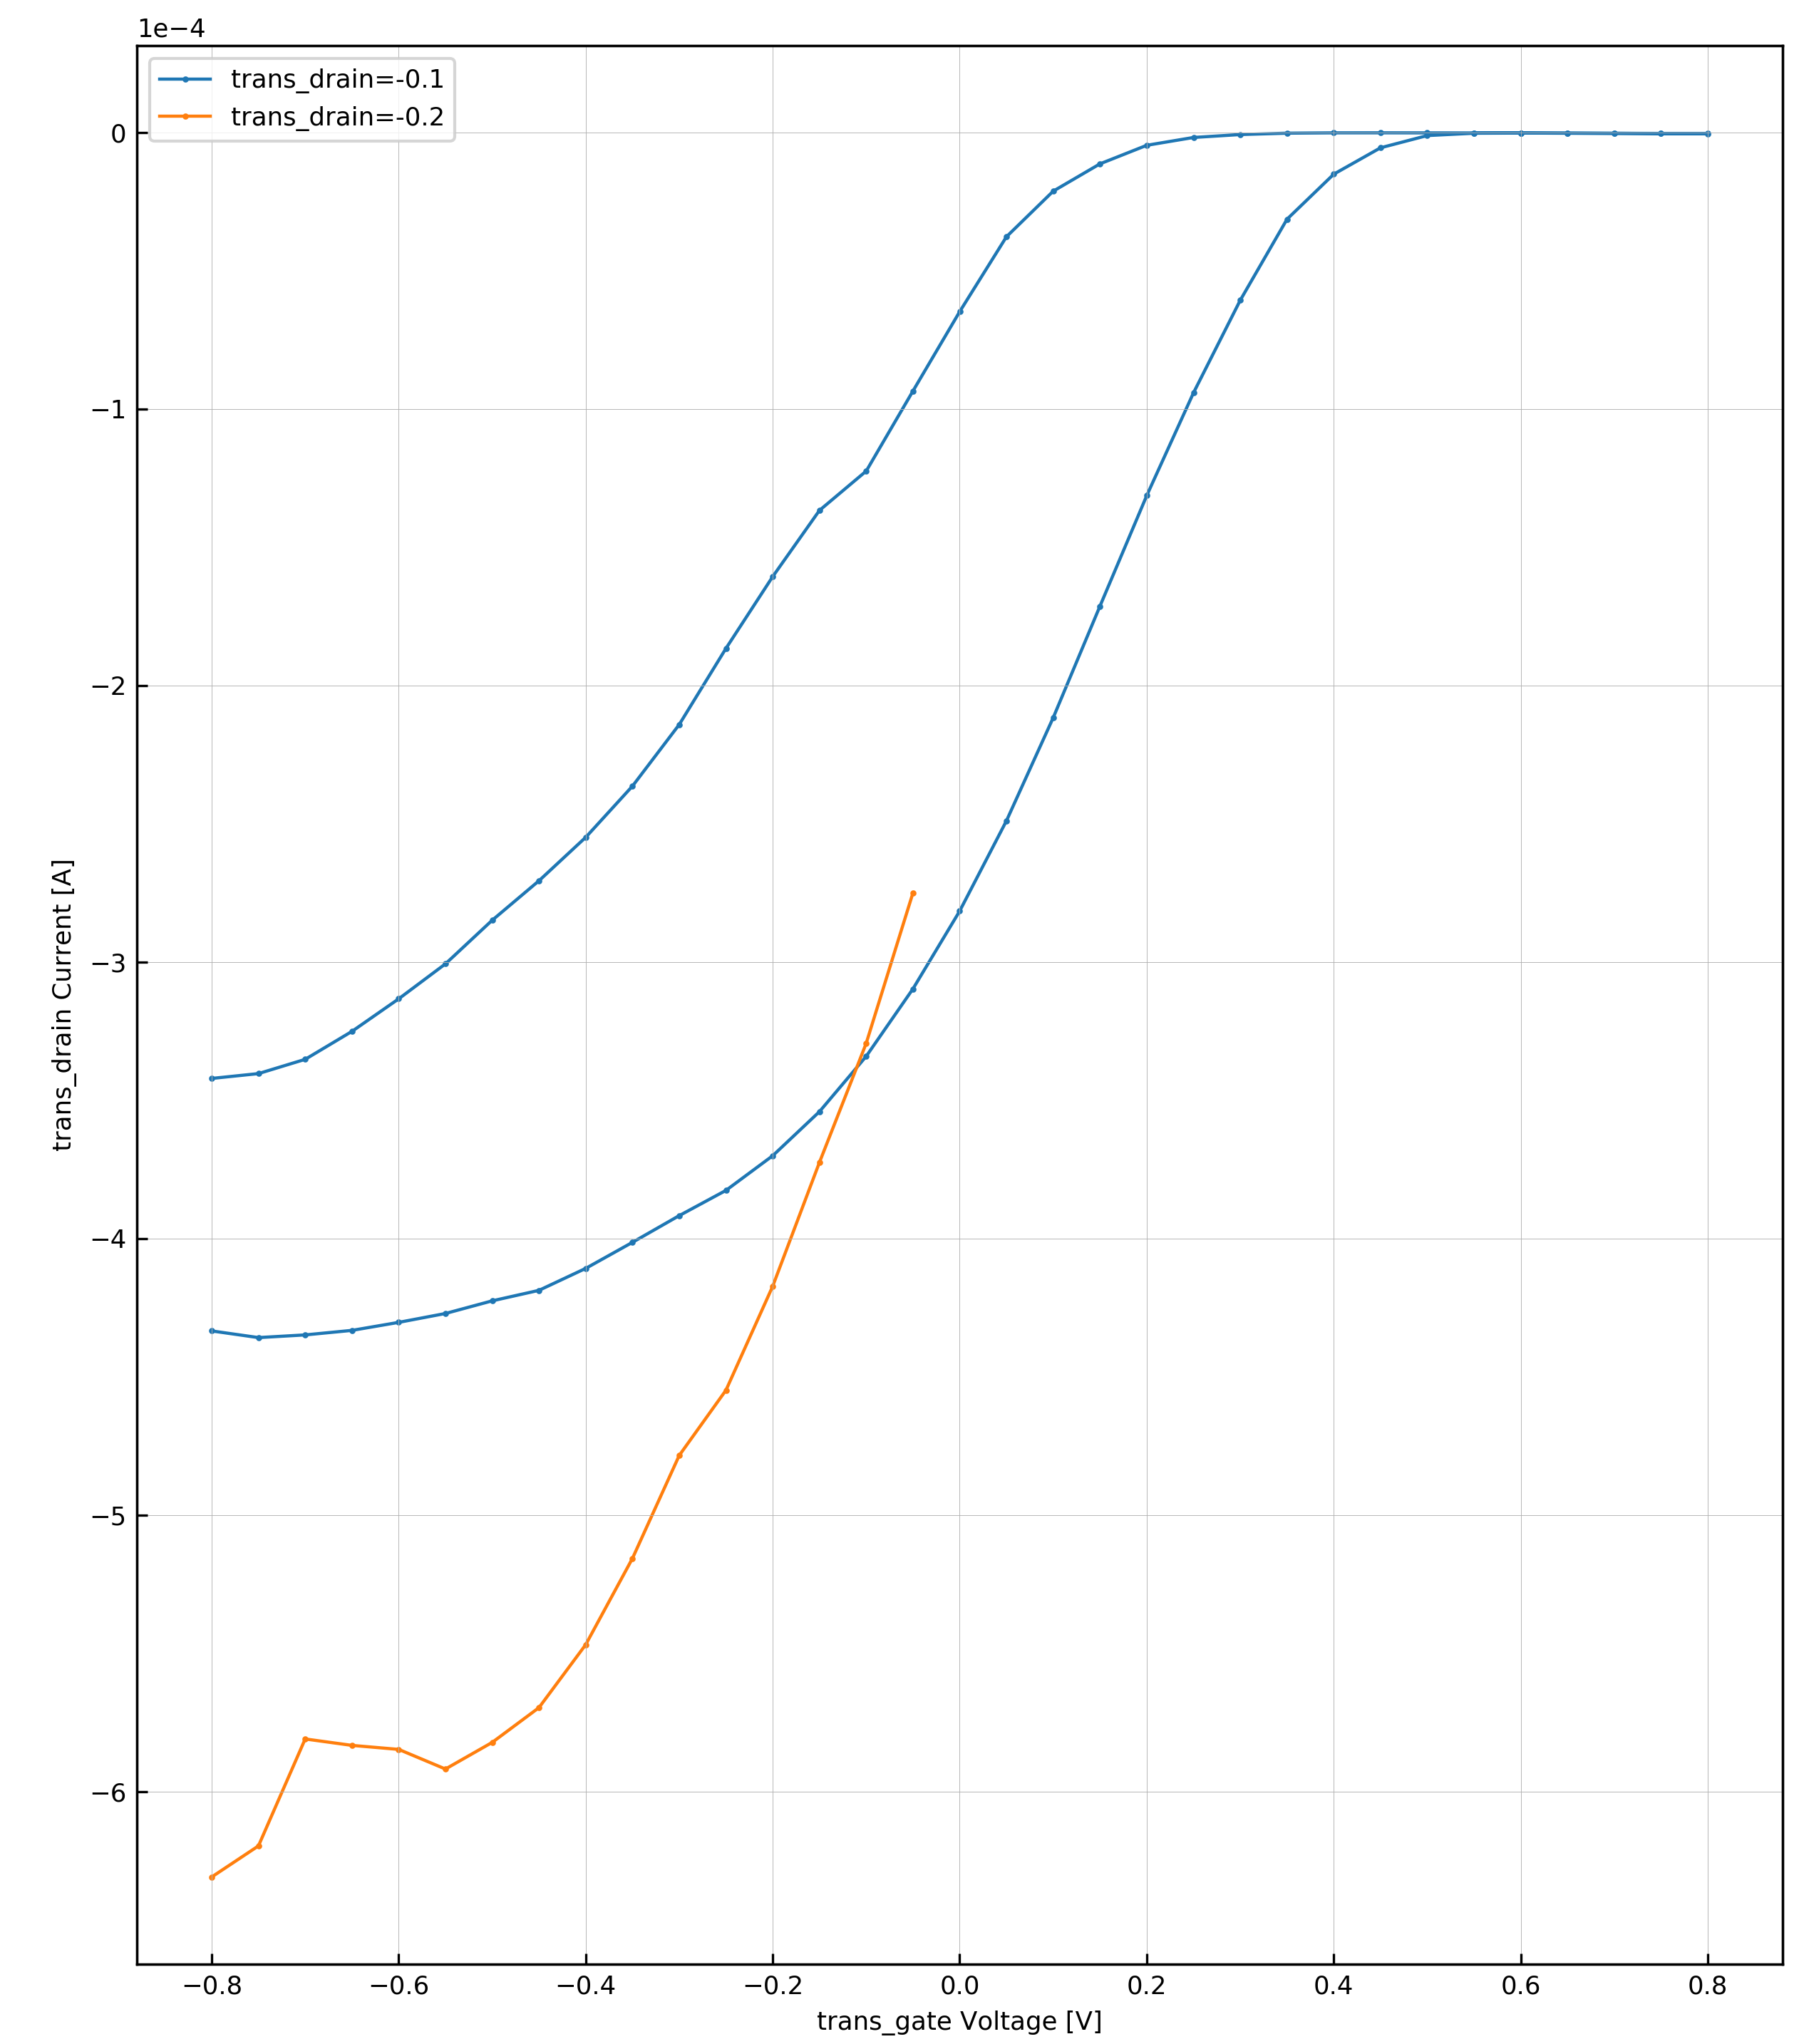 1e−4
trans_drain=-0.1
trans_drain=-0.2
0
−1
−2
−3
−4
−5
−6
trans_drain Current [A]
−0.8 −0.6 −0.4 −0.2 0.0 0.2 0.4 0.6 0.8
trans_gate Voltage [V]